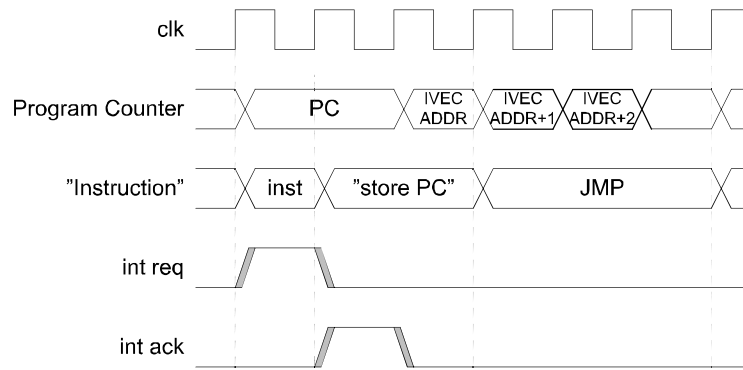 clk
Program Counter
PC
IVEC
ADDR
IVEC
ADDR+1
IVEC
ADDR+2
”Instruction”
inst
”store PC”
JMP
int req
int ack